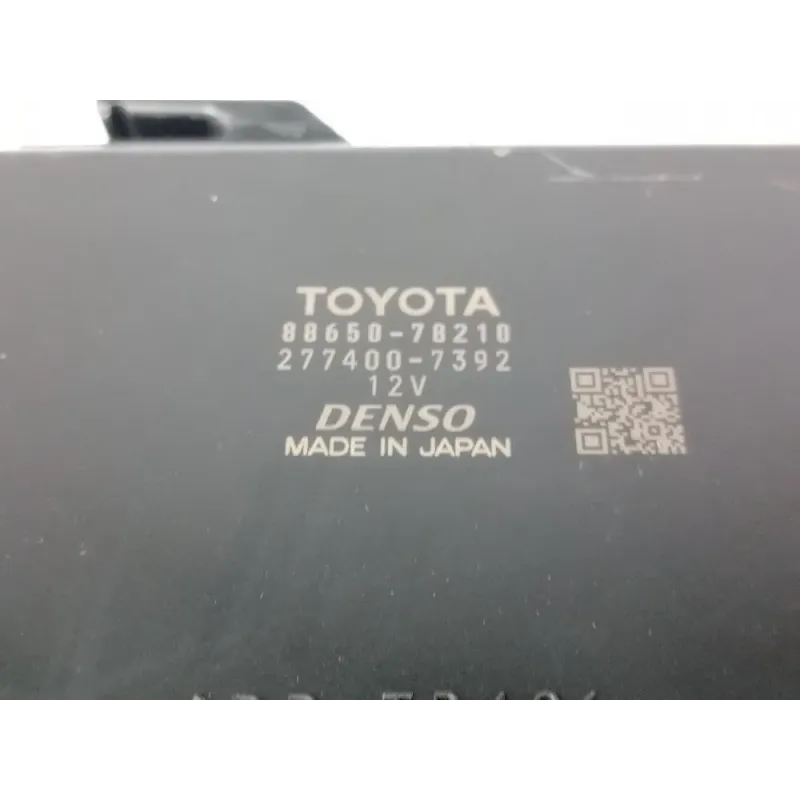 TOYOTA
88650-78210
277400-7392
12V
DENSO
MADE IN JAPAN